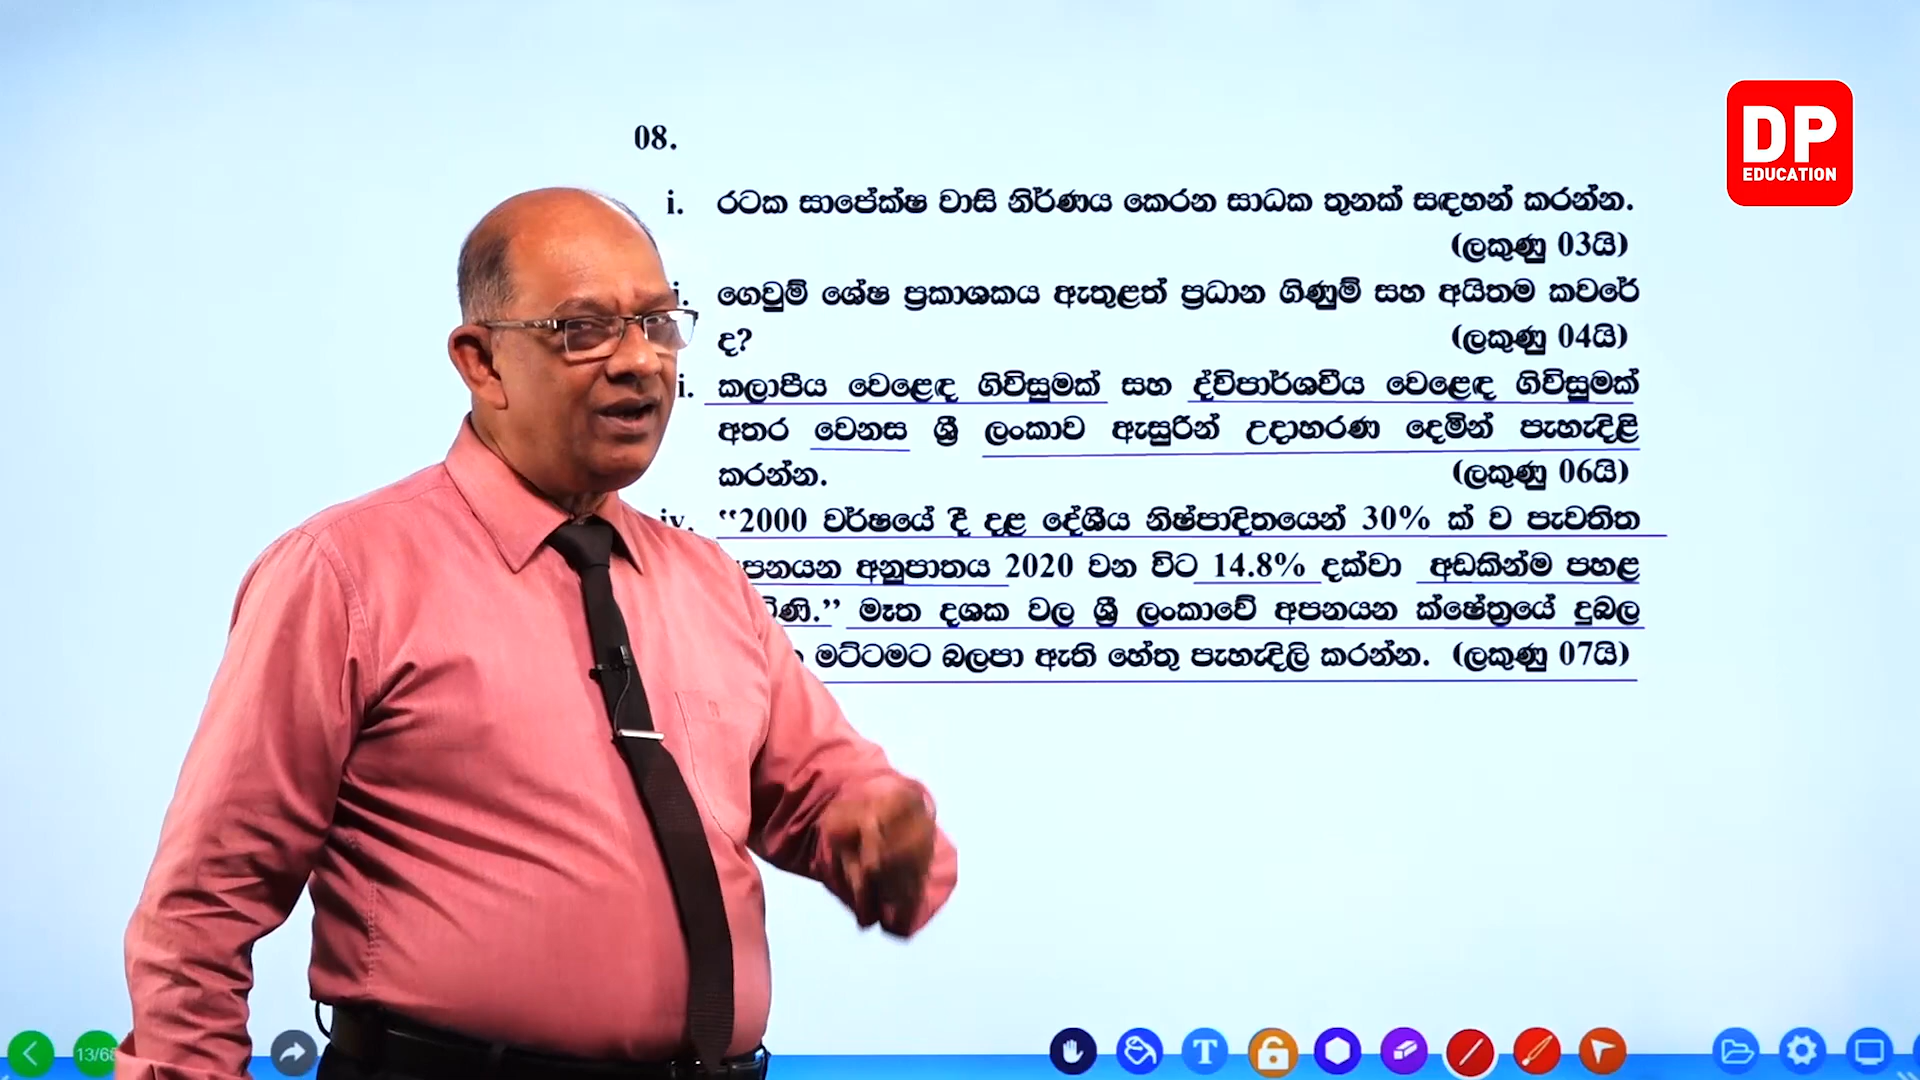 DP
EDUCATION
08.
i. රටක සාපේක්ෂ වාසි නිර්ණය කෙරන සාධක තුනක් සඳහන් කරන්න.
(ලකුණු 03යි)
ගෙවුම් ශේෂ ප්‍රකාශකය ඇතුළත් ප්‍රධාන ගිණුම් සහ අයිතම කවරේ
ද? (ලකුණු 04යි)
කලාපීය වෙළෙඳ ගිවිසුමක් සහ ද්විපාර්ශවීය වෙළෙඳ ගිවිසුමක්
අතර වෙනස ශ්‍රී ලංකාව ඇසුරින් උදාහරණ දෙමින් පැහැදිළි
කරන්න. (ලකුණු 06යි)
iv. “2000 වර්ෂයේ දී දළ දේශීය නිෂ්පාදිතයෙන් 30% ක් ව පැවතිත
අනුපාතය 2020 වන විට 14.8% දක්වා අඩකින්ම පහළ
මෑත දශක වල ශ්‍රී ලංකාවේ අපනයන ක්ෂේත්‍රයේ දුබල
මට්ටමට බලපා ඇති හේතු පැහැදිලි කරන්න. (ලකුණු 07යි)
T